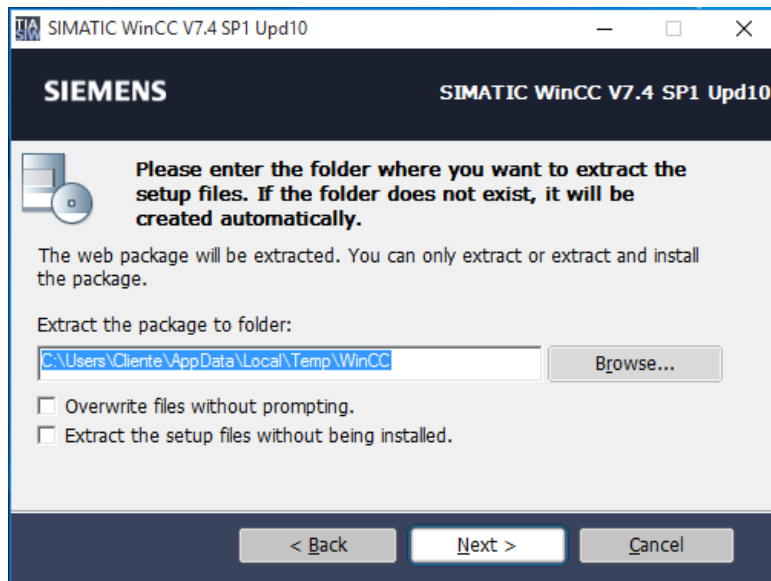 SIMATIC WinCC V7.4 SP1 Upd10
SIEMENS
SIMATIC WinCC V7.4 SP1 Upd10
Please enter the folder where you want to extract the
setup files. If the folder does not exist, it will be
created automatically.
The web package will be extracted. You can only extract or extract and install
the package.
Extract the package to folder:
C:\Users\Cliente\AppData\Local\Temp\WinCC
Browse...
Overwrite files without prompting.
Extract the setup files without being installed.
< Back
Next >
Cancel